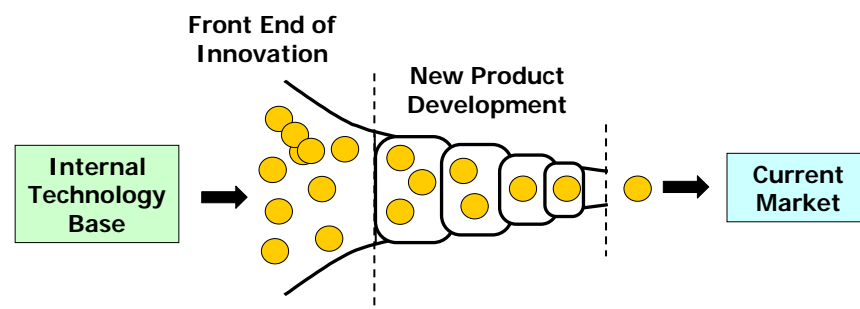 Front End of
Innovation
New Product
Development
Internal
Technology
Base
Current
Market